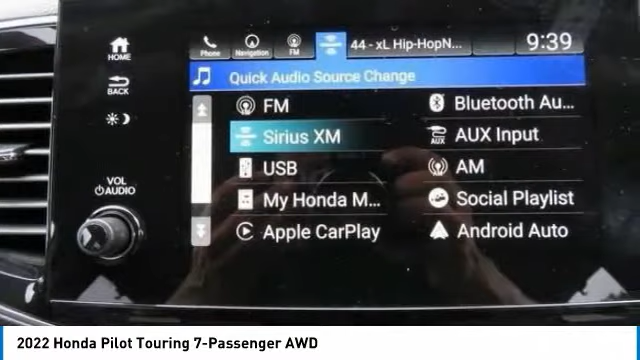 Phone
Navigation
FM
44 - xL Hip-HopN...
9:39
HOME
Quick Audio Source Change
BACK
FM
Bluetooth Au...
Sirius XM
AUX
AUX Input
USB
AM
VOL
AUDIO
My Honda M...
Social Playlist
Apple CarPlay
Android Auto
2022 Honda Pilot Touring 7-Passenger AWD